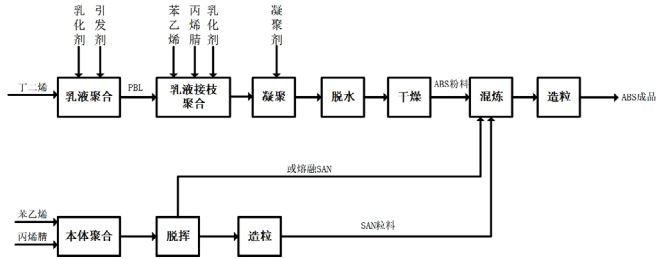 乳化剂
引发剂
苯乙烯
丙烯腈
乳化剂
凝聚剂
丁二烯
乳液聚合
PBL
乳液接枝
聚合
凝聚
脱水
干燥
ABS粉料
混炼
造粒
ABS成品
或熔融SAN
苯乙烯
丙烯腈
本体聚合
脱挥
造粒
SAN粒料